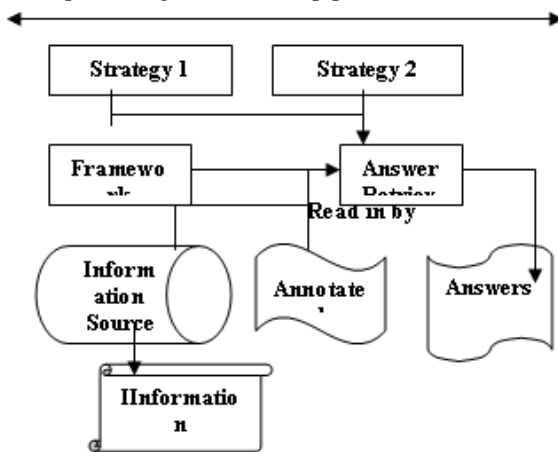 Strategy 1
Strategy 2
Framewo
Answer
Read in by
Inform
ation
Source
Annotate
Answers
IInformatio
n